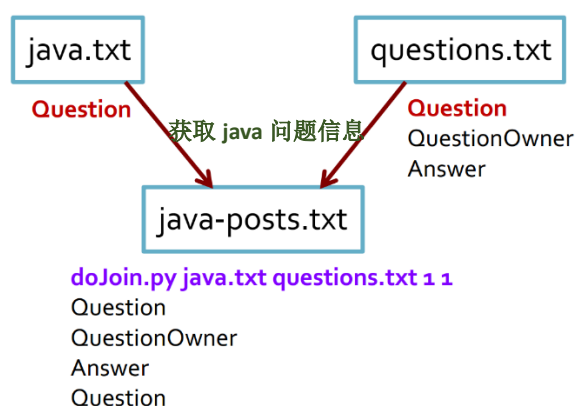 java.txt
questions.txt
Question
获取 java 问题信息
Question
QuestionOwner
Answer
java-posts.txt
doJoin.py java.txt questions.txt 1 1
Question
QuestionOwner
Answer
Question